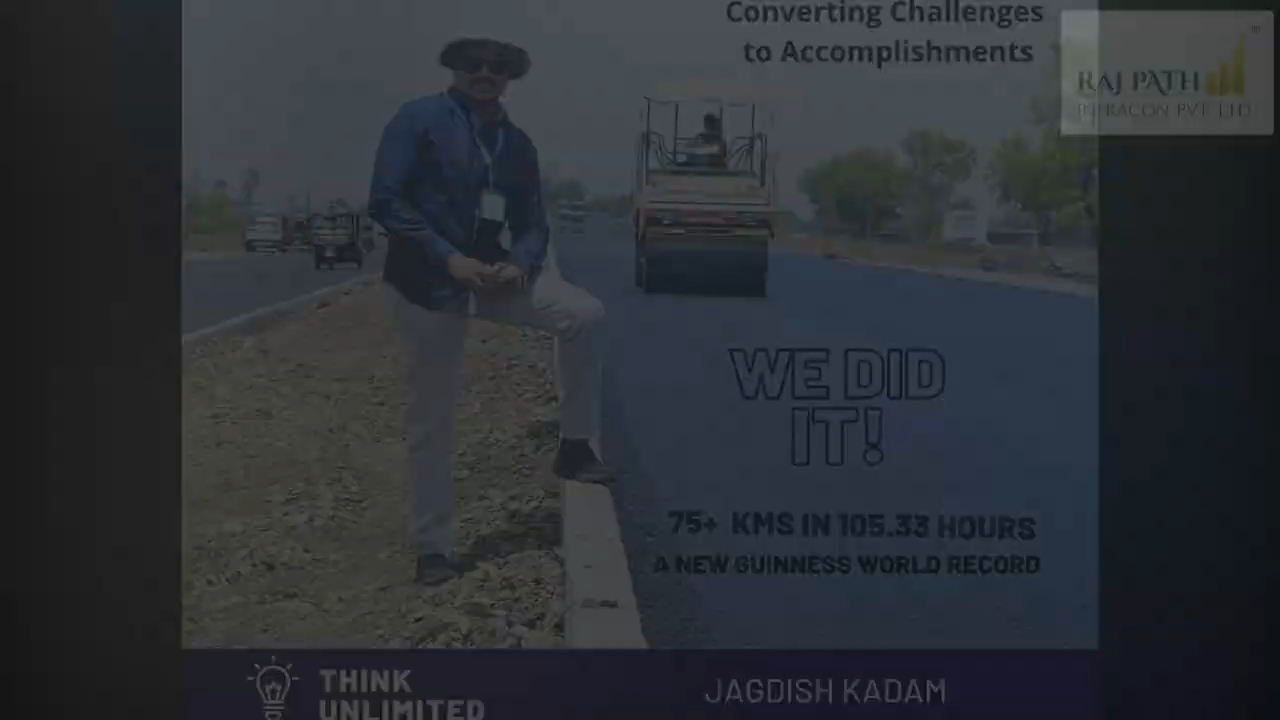 Converting Challenges
to Accomplishments
RAJ PATH
INFRACON PVT. LTD.
WE DID
IT!
75+ KMS IN 105.33 HOURS
A NEW GUINNESS WORLD RECORD
THINK
UNLIMITED
JAGDISH KADAM